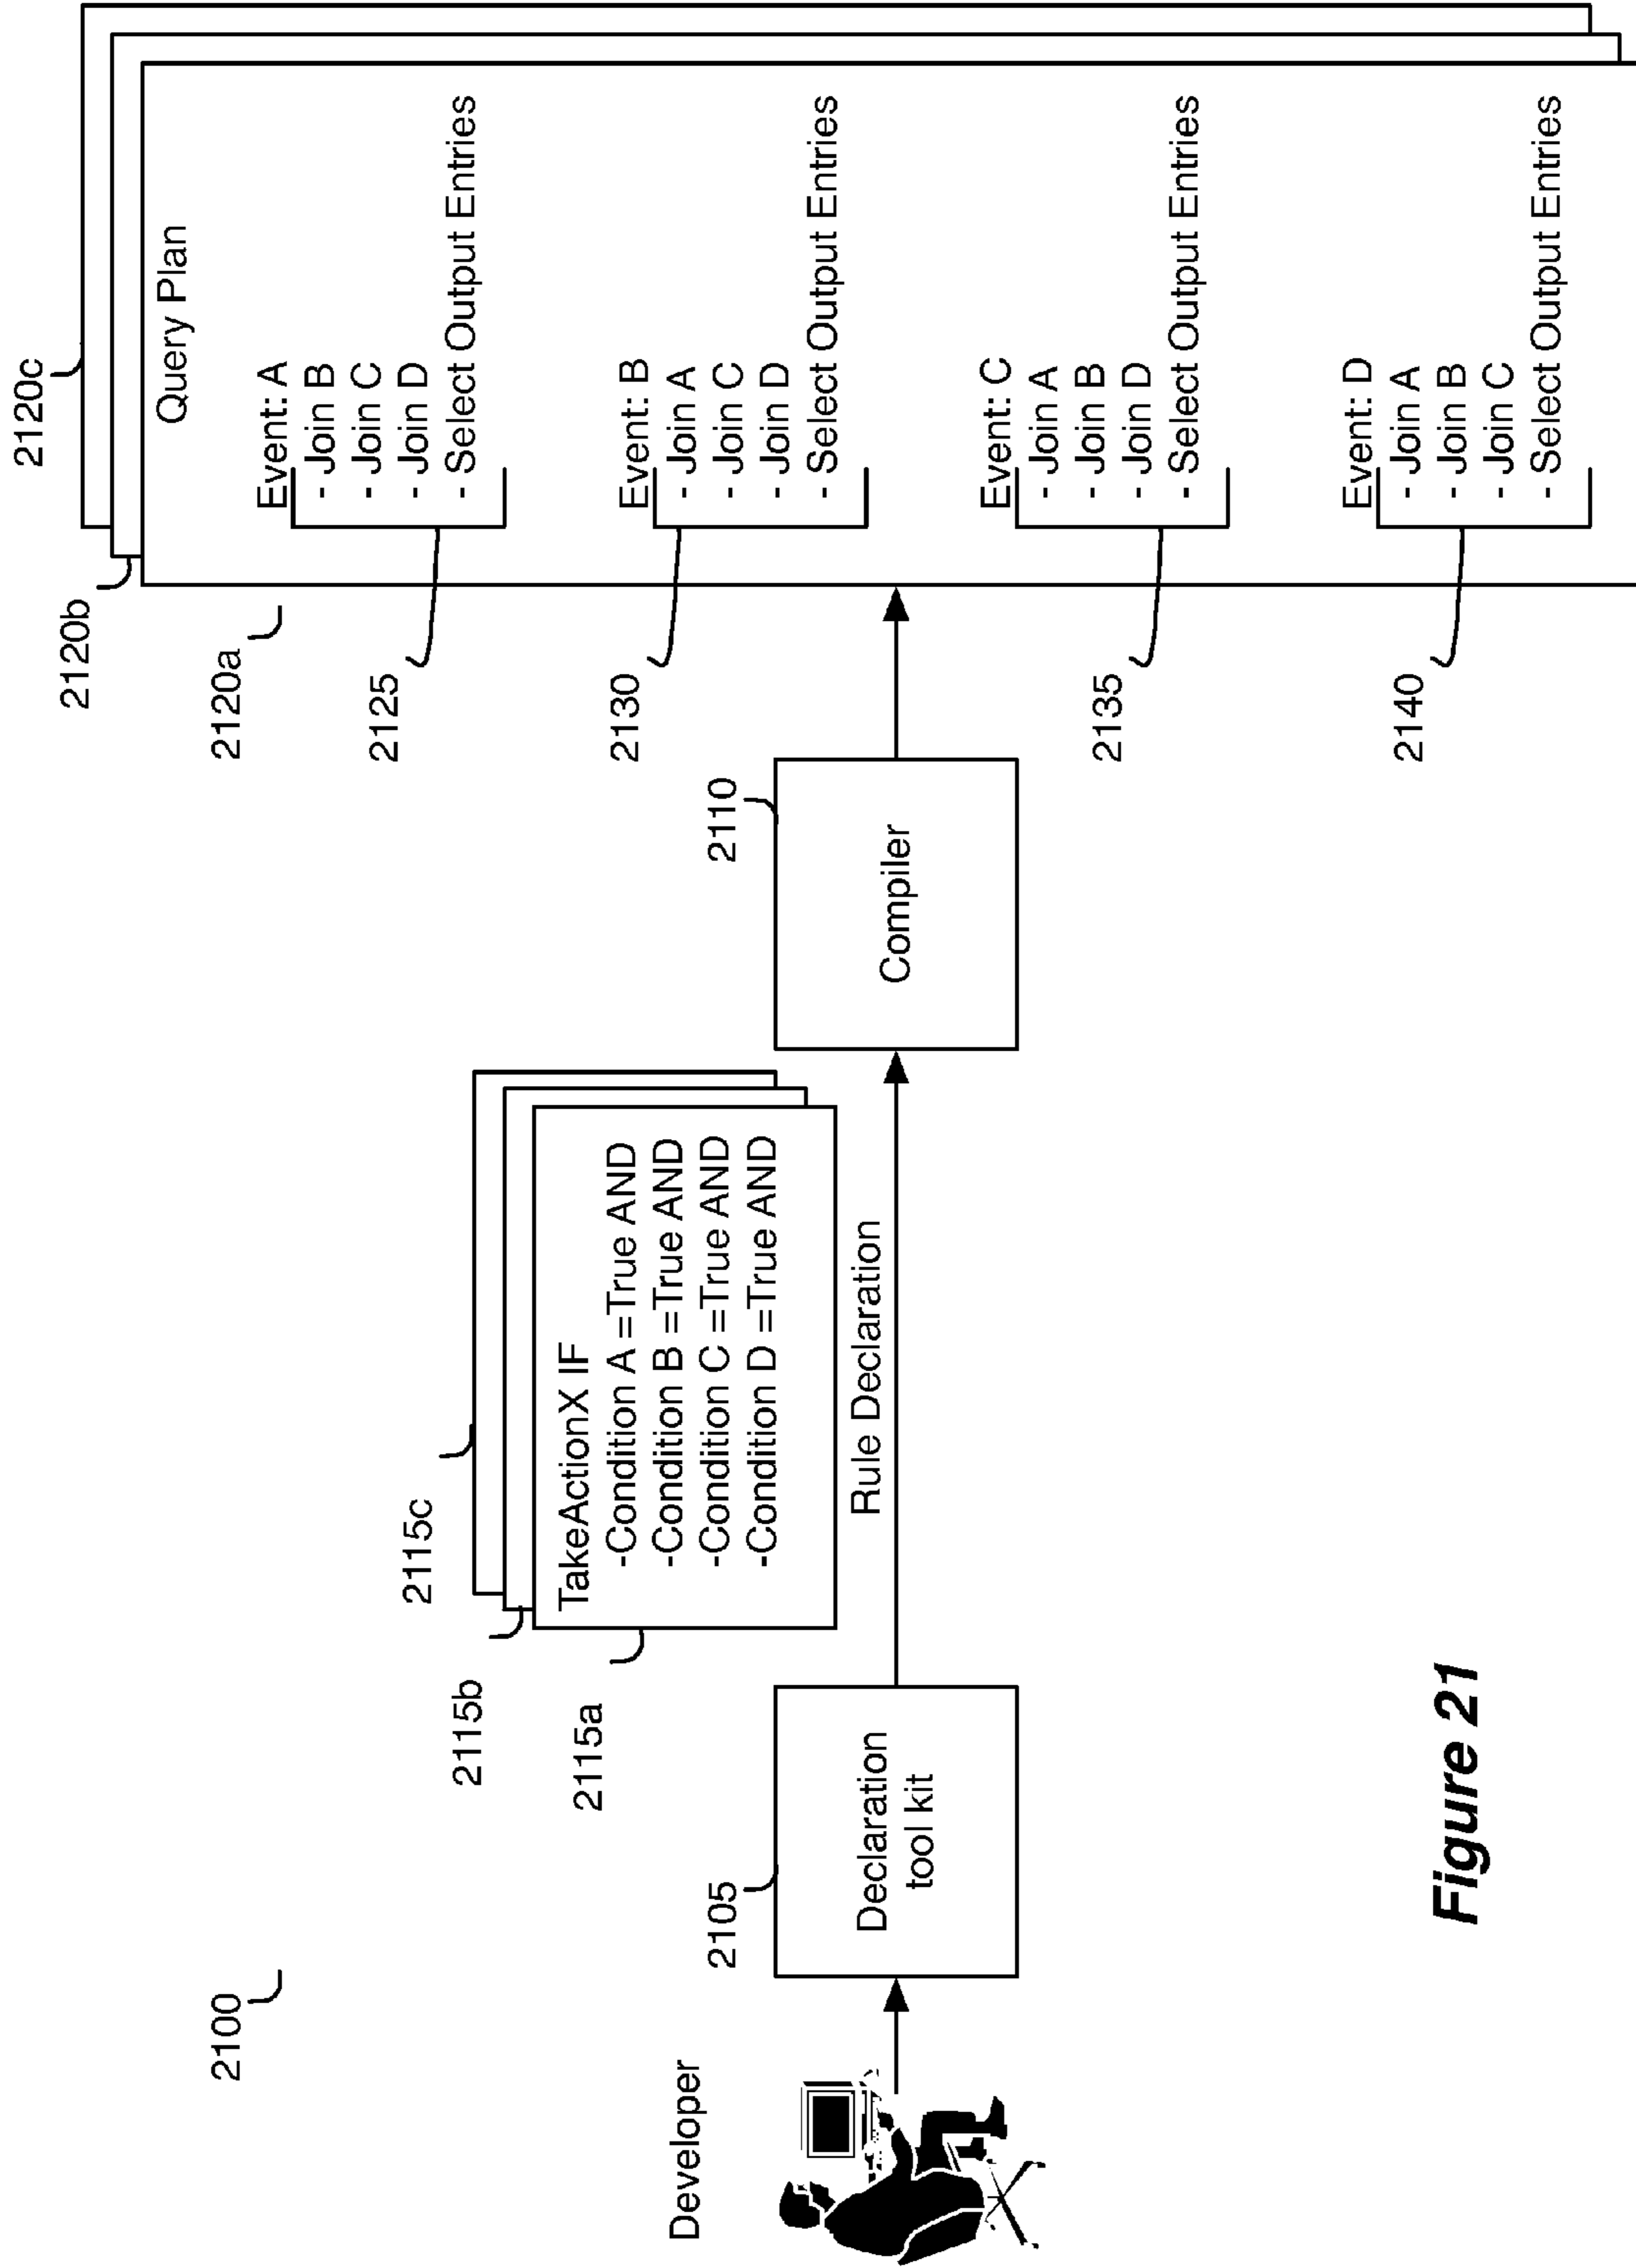 2100
Developer
2105
Declaration
tool kit
2115a
2115b
2115c
TakeActionX IF
-Condition A =True AND
-Condition B =True AND
-Condition C =True AND
-Condition D =True AND
Rule Declaration
2110
Compiler
2120a
2120b
2120c
Query Plan
2125
Event: A
- Join B
- Join C
- Join D
- Select Output Entries
2130
Event: B
- Join A
- Join C
- Join D
- Select Output Entries
2135
Event: C
- Join A
- Join B
- Join D
- Select Output Entries
2140
Event: D
- Join A
- Join B
- Join C
- Select Output Entries
Figure 21